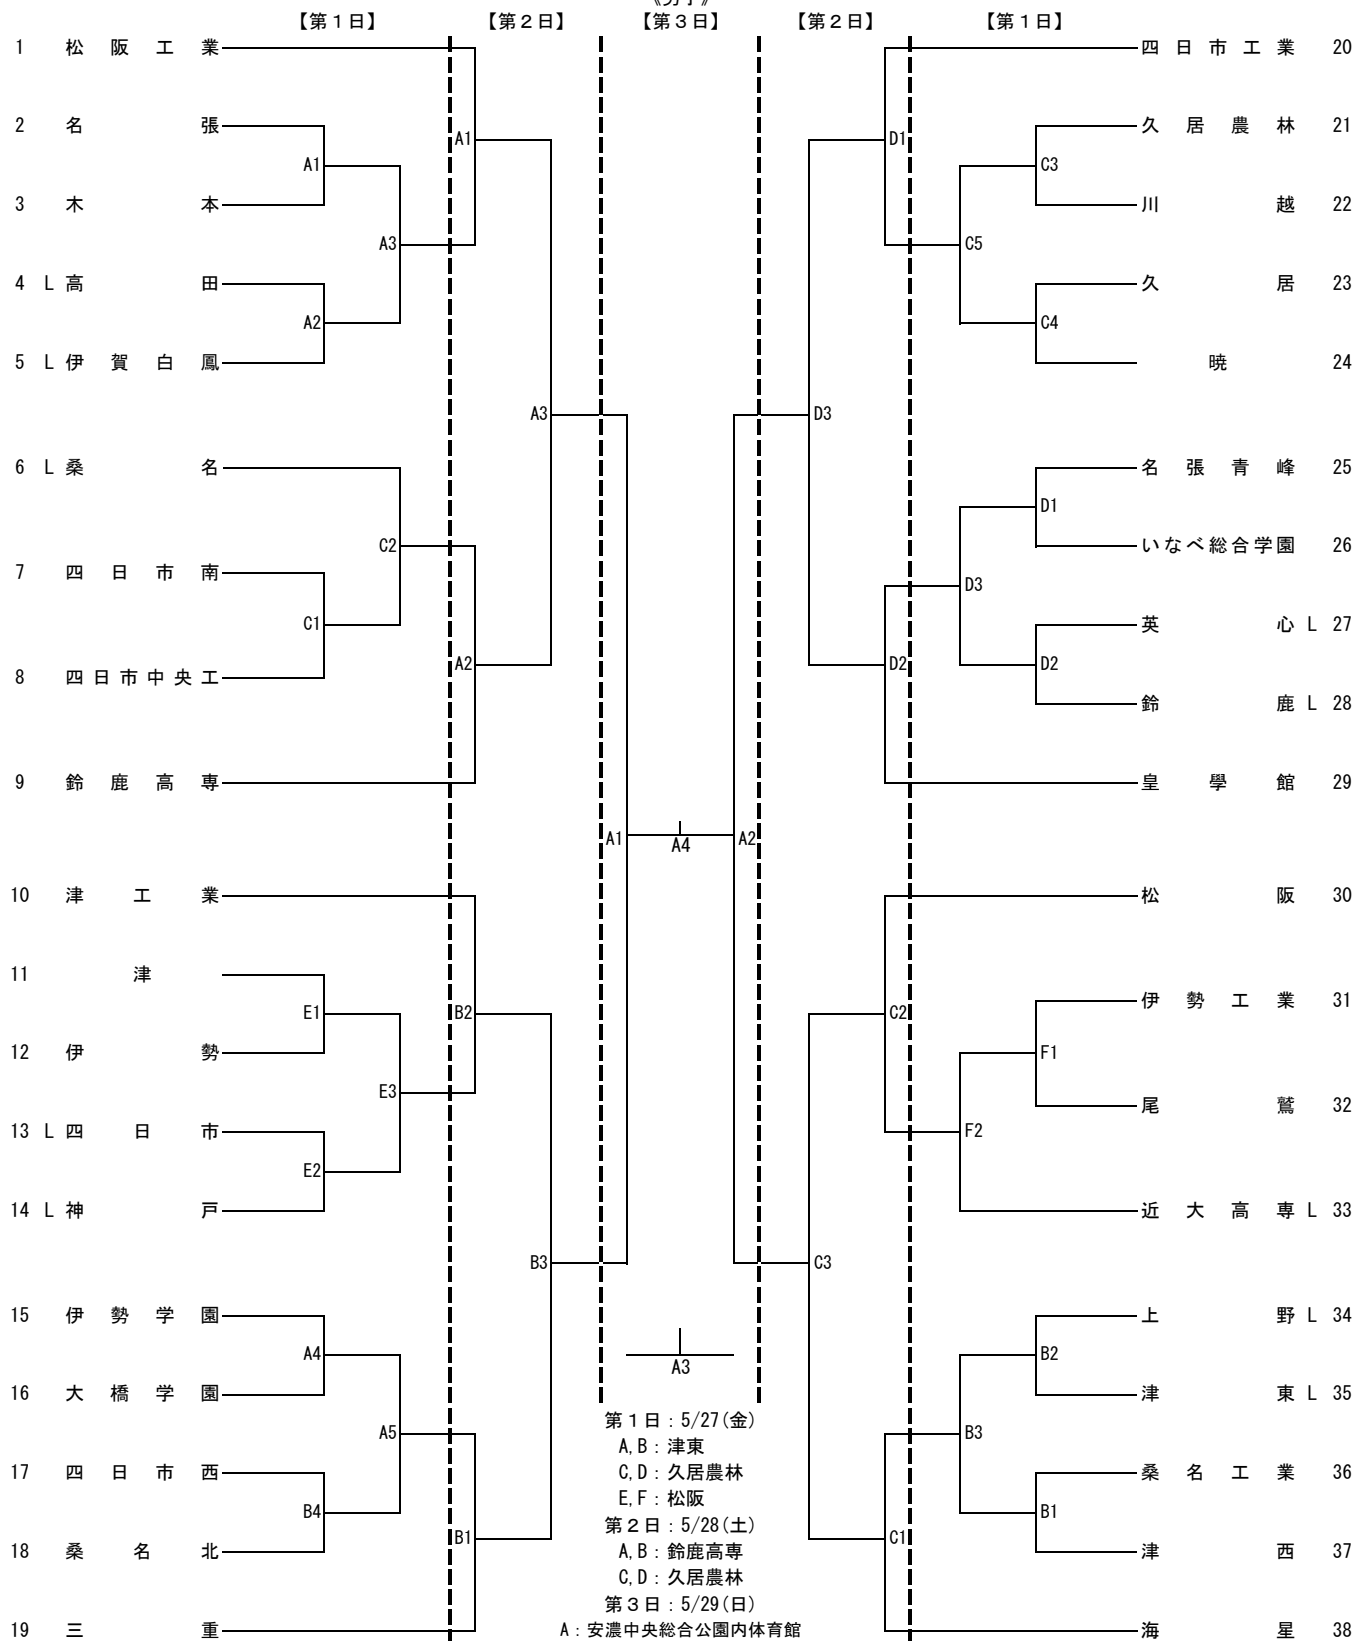 《男子》
【第１日】 【第２日】 【第３日】 【第２日】 【第１日】
1 松阪工業 四日市工業 20
2 名張 久居農林 21
A1 D1
A1 C3
3 木本 川越 22
A3 C5
4 L 高田 久居 23
A2 C4
5 L 伊賀白鳳 暁 24
A3 D3
6 L 桑名 名張青峰 25
D1
C2 いなべ総合学園 26
7 四日市南 D3
C1 英心 L 27
A2 D2 D2
8 四日市中央工
鈴鹿 L 28
9 鈴鹿高専 皇學館 29
A1 A4 A2
10 津工業 松阪 30
11 津
伊勢工業 31
E1 B2 C2
12 伊勢 F1
E3 尾鷲 32
13 L 四日市 F2
E2
14 L 神戸 近大高専 L 33
B3 C3
15 伊勢学園 上野 L 34
A4 B2
A3
16 大橋学園 津東 L 35
第１日：5/27(金)
A5 B3
A,B：津東
17 四日市西 C,D：久居農林 桑名工業 36
E,F：松阪
B4 B1
第２日：5/28(土)
B1 C1
18 桑名北 A,B：鈴鹿高専 津西 37
C,D：久居農林
第３日：5/29(日)
19 三重 A：安濃中央総合公園内体育館 海星 38